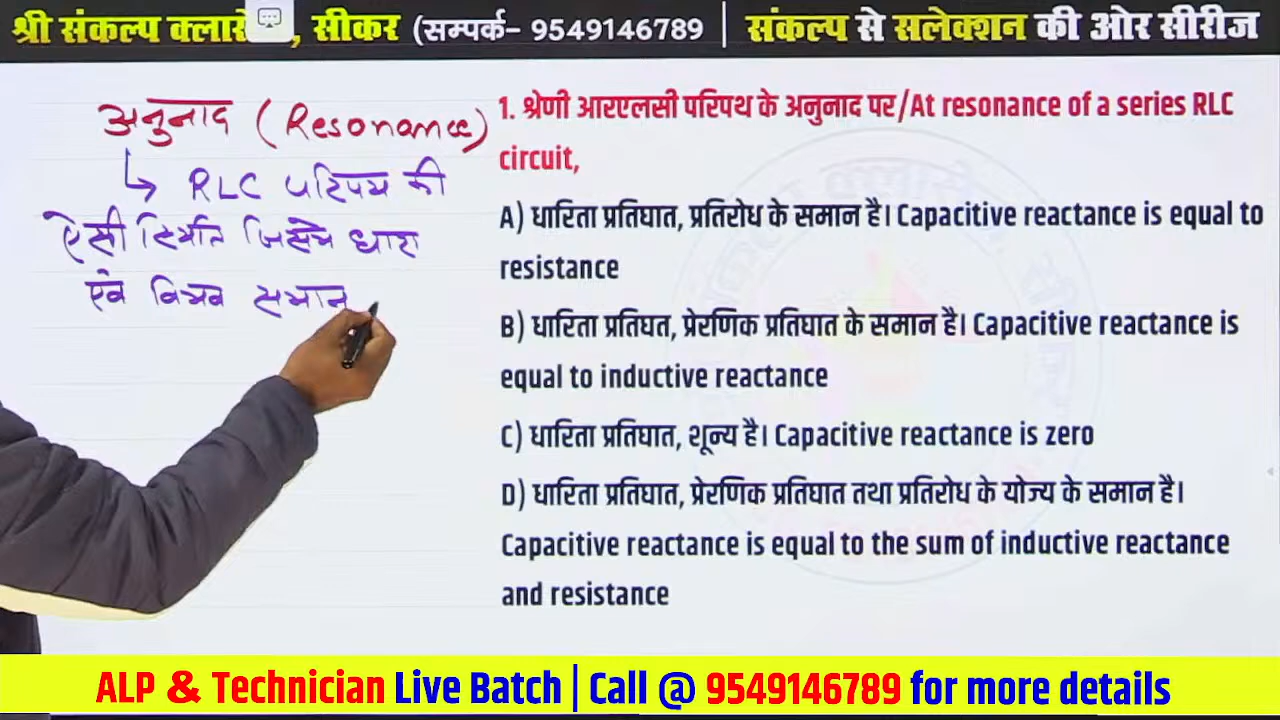 श्री संकल्प क्लासे , सीकर (सम्पर्क– 9549146789 | संकल्प से सलेक्शन की ओर सीरीज
अनुनाद (Resonance)
RLC परिपथ की
ऐसी स्थिति जिसमे धारा
एवं विभव समान
1. श्रेणी आरएलसी परिपथ के अनुनाद पर/At resonance of a series RLC
circuit,
A) धारिता प्रतिघात, प्रतिरोध के समान है। Capacitive reactance is equal to
resistance
B) धारिता प्रतिघत, प्रेरणिक प्रतिघात के समान है। Capacitive reactance is
equal to inductive reactance
C) धारिता प्रतिघात, शून्य है। Capacitive reactance is zero
D) धारिता प्रतिघात, प्रेरणिक प्रतिघात तथा प्रतिरोध के योज्य के समान है।
Capacitive reactance is equal to the sum of inductive reactance
and resistance
ALP & Technician Live Batch | Call @ 9549146789 for more details